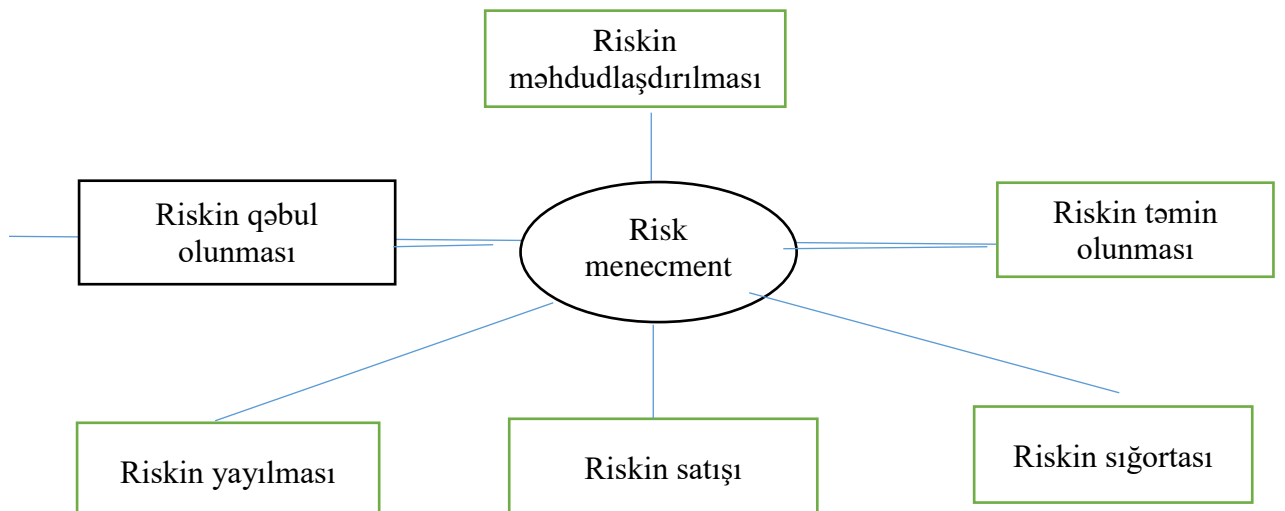 Riskin
məhdudlaşdırılması
Riskin qəbul
olunması
Risk
menecment
Riskin təmin
olunması
Riskin yayılması
Riskin satışı
Riskin sığortası